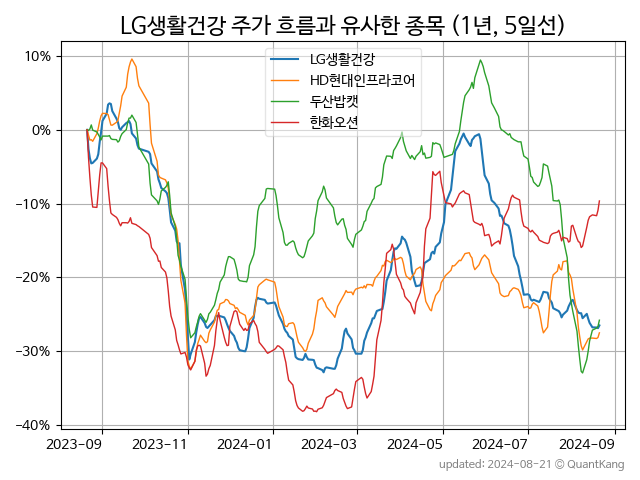 LG생활건강 주가 흐름과 유사한 종목 (1년, 5일선)
LG생활건강
HD현대인프라코어
두산밥캣
한화오션
10%
0%
−10%
−20%
−30%
−40%
2023-09
2023-11
2024-01
2024-03
2024-05
2024-07
2024-09
updated: 2024-08-21 © QuantKang